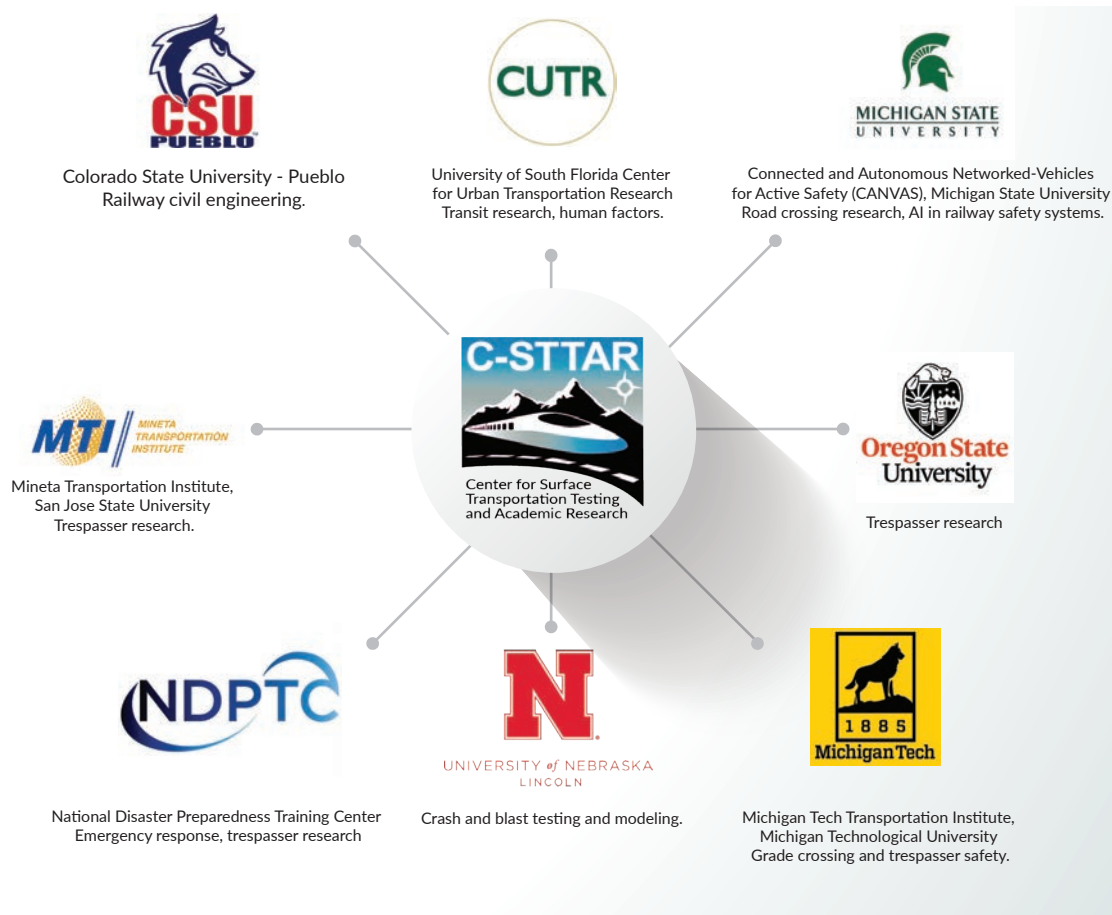 CSU
PUEBLO
Colorado State University - Pueblo
Railway civil engineering.
CUTR
University of South Florida Center
for Urban Transportation Research
Transit research, human factors.
MICHIGAN STATE
UNIVERSITY
Connected and Autonomous Networked-Vehicles
for Active Safety (CANVAS), Michigan State University
Road crossing research, AI in railway safety systems.
MTI
MINETA
TRANSPORTATION
INSTITUTE
Mineta Transportation Institute,
San Jose State University
Trespasser research.
C-STTAR
Center for Surface
Transportation Testing
and Academic Research
Oregon State
University
Trespasser research
NDPTC
National Disaster Preparedness Training Center
Emergency response, trespasser research
N
UNIVERSITY of NEBRASKA
LINCOLN
Crash and blast testing and modeling.
1885
Michigan Tech
Michigan Tech Transportation Institute,
Michigan Technological University
Grade crossing and trespasser safety.